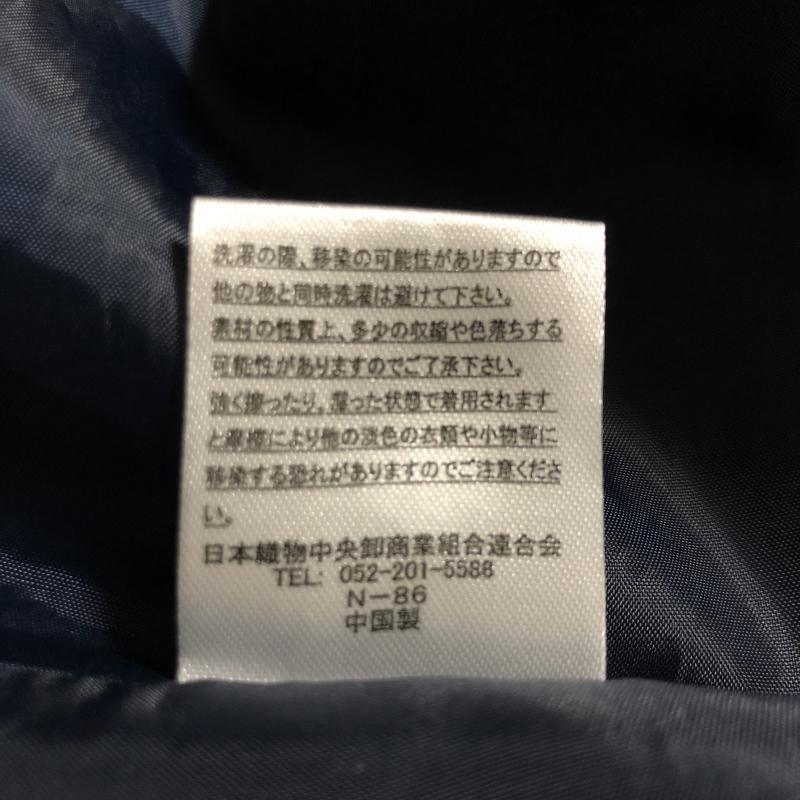 洗濯の際、移染の可能性がありますので
他の物と同時洗濯は避けて下さい。
素材の性質上、多少の収縮や色落ちする
可能性がありますのでご了承下さい。
強く擦ったり、湿った状態で着用されます
と摩擦により他の淡色の衣類や小物等に
移染する恐れがありますのでご注意くださ
い。
日本織物中央卸商業組合連合会
TEL: 052-201-5588
N－86
中国製